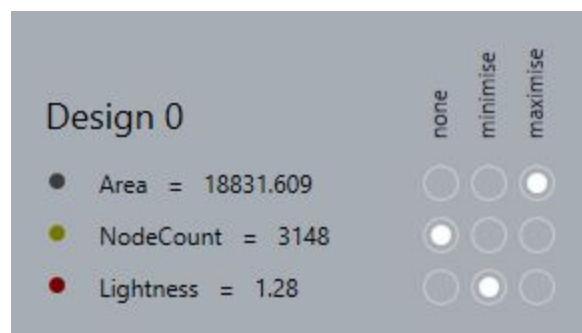 none
minimise
maximise
Design 0
Area = 18831.609
NodeCount = 3148
Lightness = 1.28